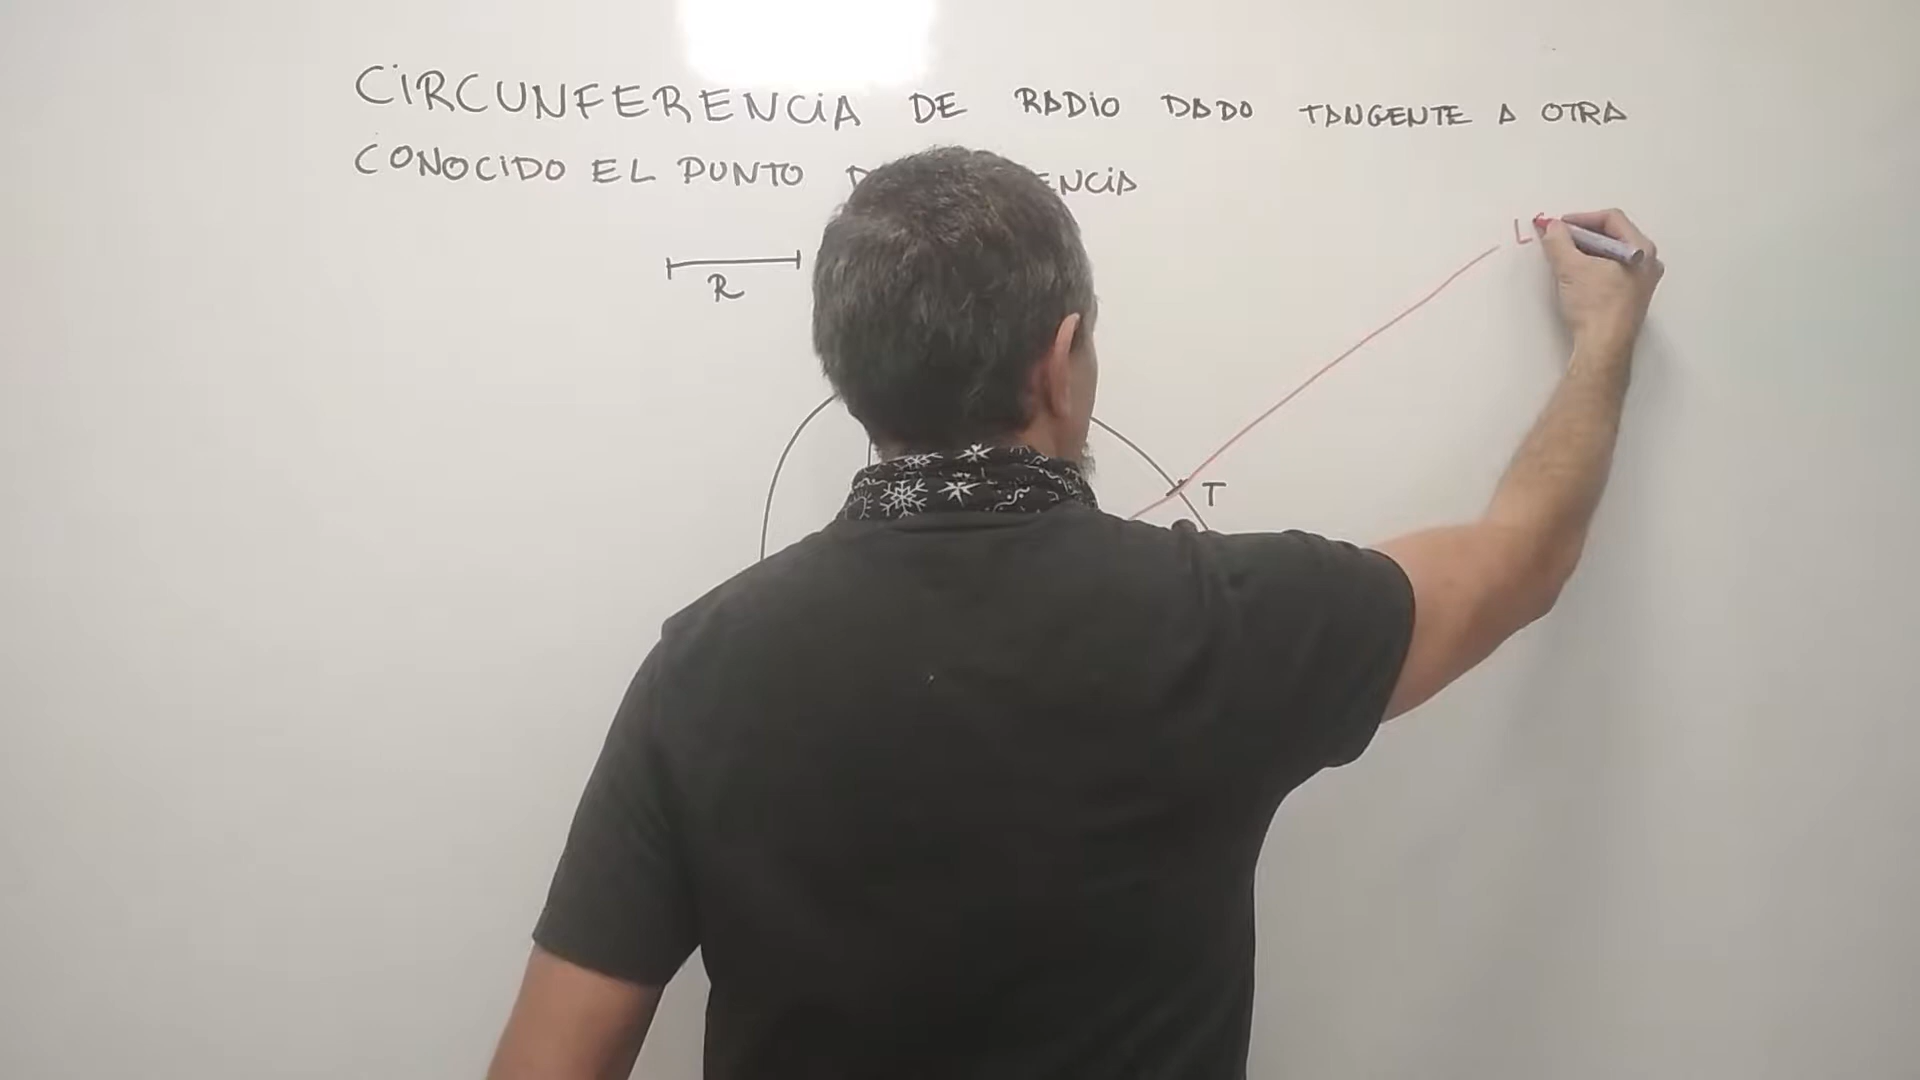 CIRCUNFERENCIA DE RADIO DADO TANGENTE A OTRA
CONOCIDO EL PUNTO
R
T
L